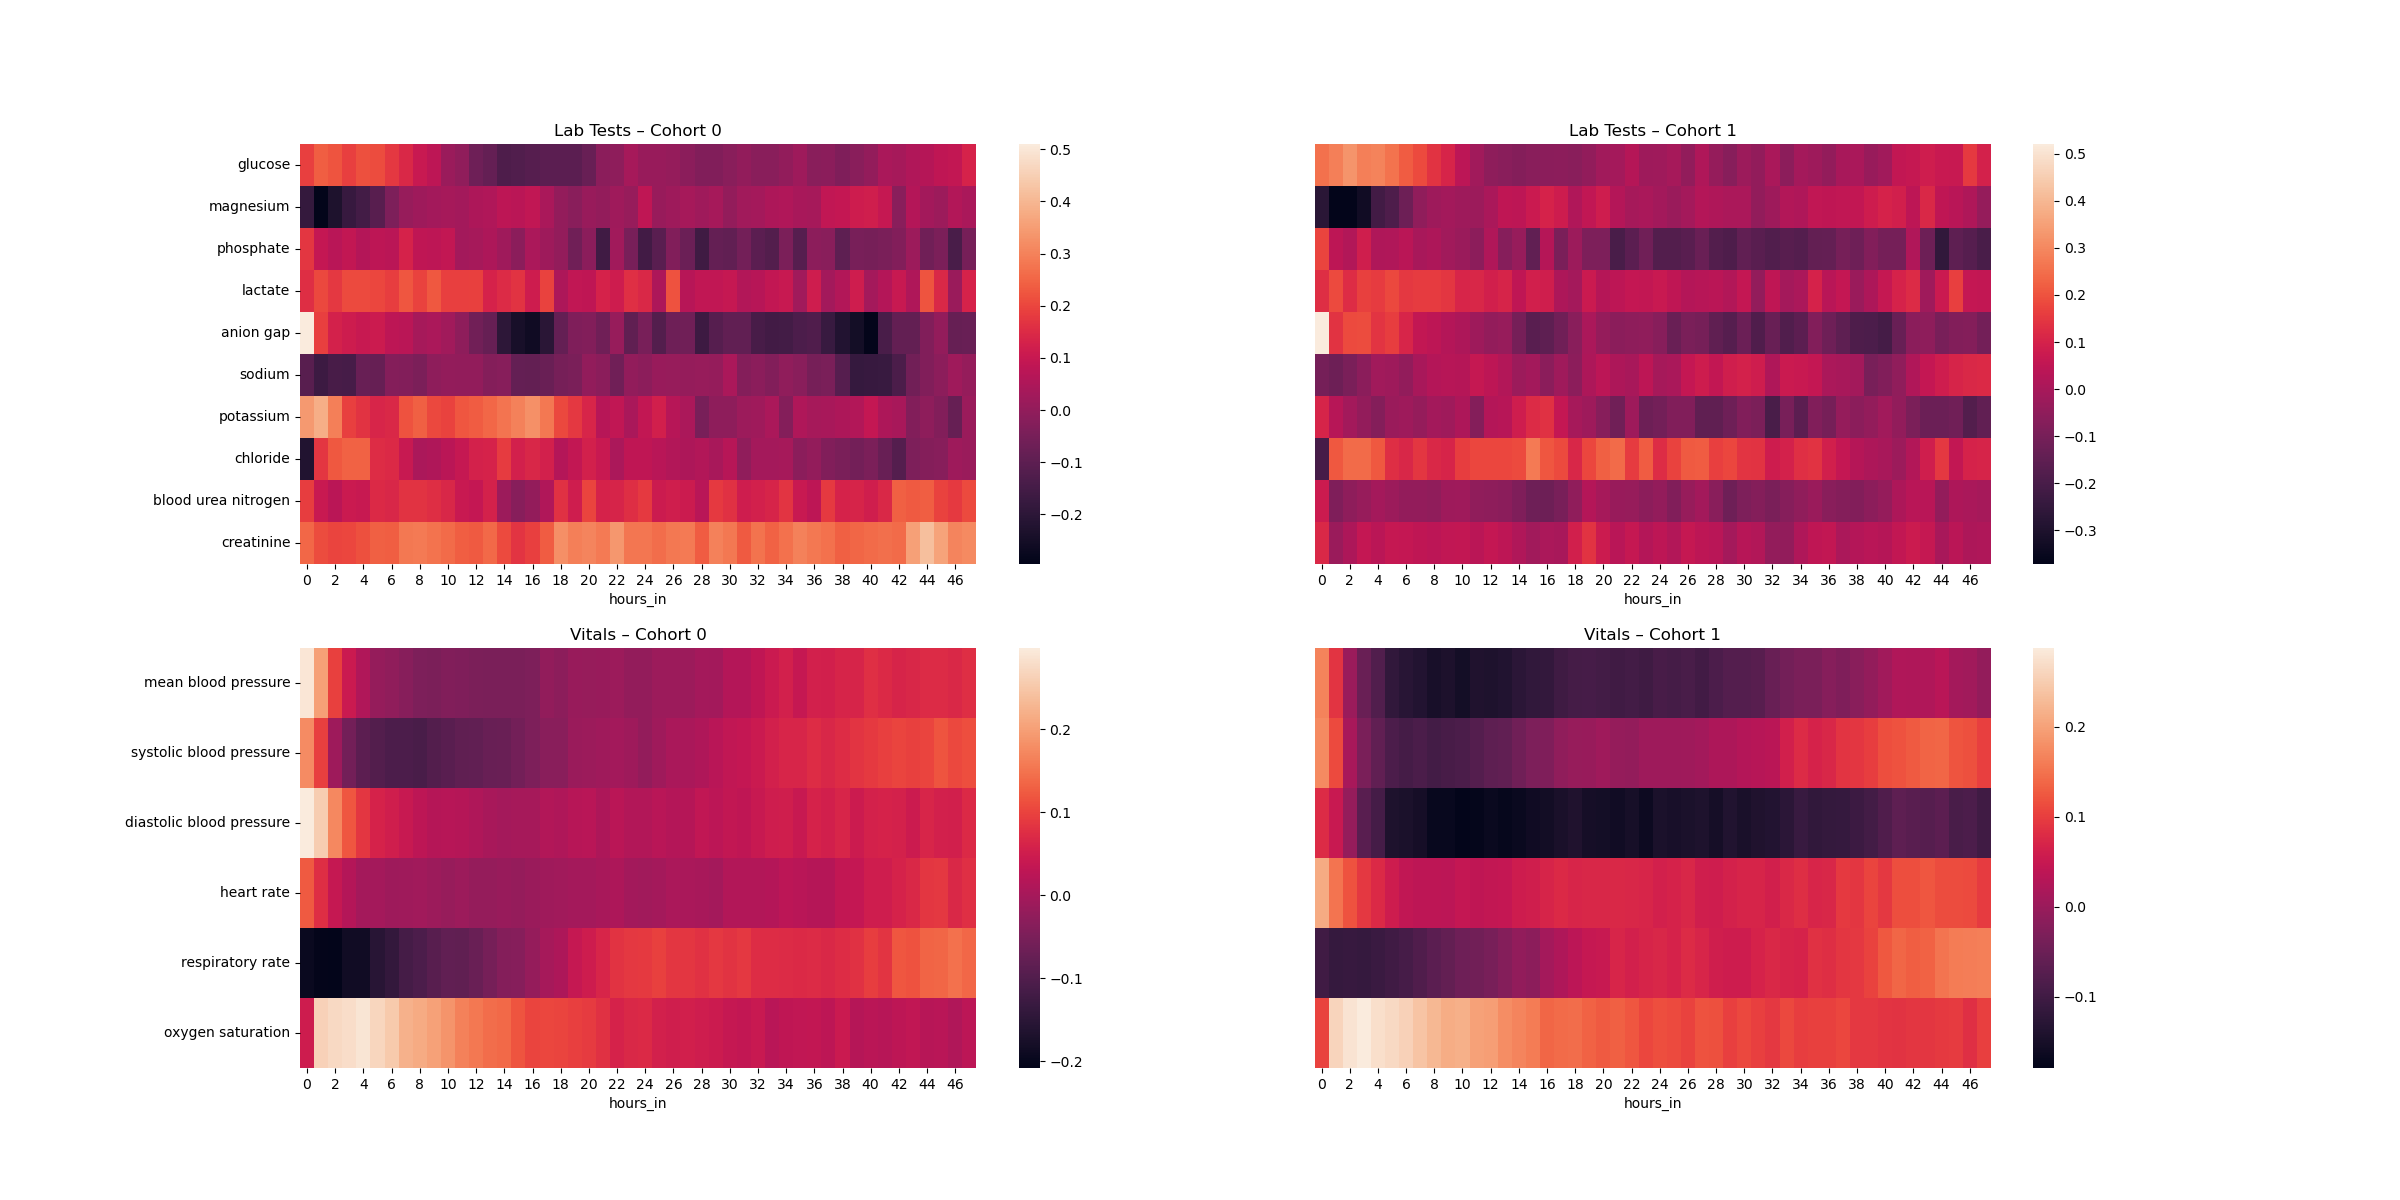 Lab Tests – Cohort 0
glucose
magnesium
phosphate
lactate
anion gap
sodium
potassium
chloride
blood urea nitrogen
creatinine
0 2 4 6 8 10 12 14 16 18 20 22 24 26 28 30 32 34 36 38 40 42 44 46
hours_in
0.5
0.4
0.3
0.2
0.1
0.0
−0.1
−0.2
Lab Tests – Cohort 1
0 2 4 6 8 10 12 14 16 18 20 22 24 26 28 30 32 34 36 38 40 42 44 46
hours_in
0.5
0.4
0.3
0.2
0.1
0.0
−0.1
−0.2
−0.3
Vitals – Cohort 0
mean blood pressure
systolic blood pressure
diastolic blood pressure
heart rate
respiratory rate
oxygen saturation
0 2 4 6 8 10 12 14 16 18 20 22 24 26 28 30 32 34 36 38 40 42 44 46
hours_in
0.2
0.1
0.0
−0.1
−0.2
Vitals – Cohort 1
0 2 4 6 8 10 12 14 16 18 20 22 24 26 28 30 32 34 36 38 40 42 44 46
hours_in
0.2
0.1
0.0
−0.1